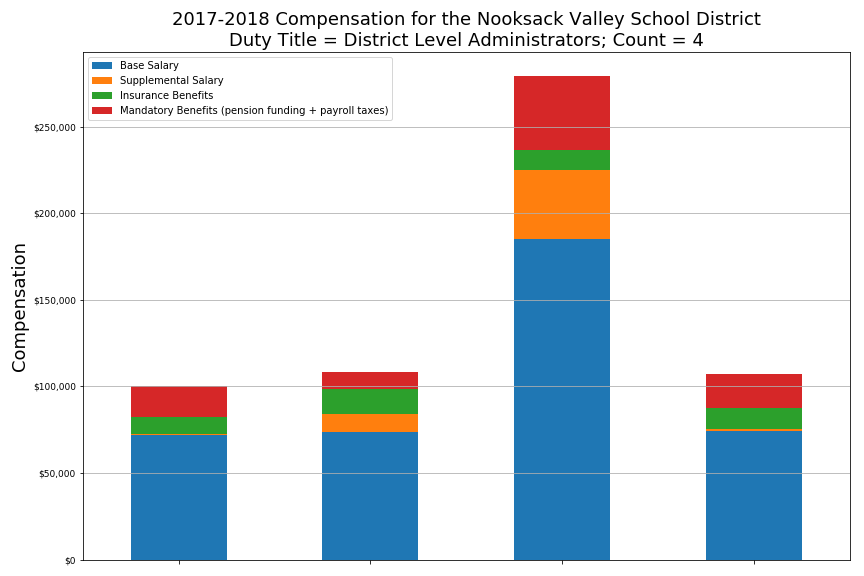 2017-2018 Compensation for the Nooksack Valley School District
Duty Title = District Level Administrators; Count = 4
Base Salary
Supplemental Salary
Insurance Benefits
Mandatory Benefits (pension funding + payroll taxes)
$250,000
$200,000
$150,000
$100,000
$50,000
$0
Compensation